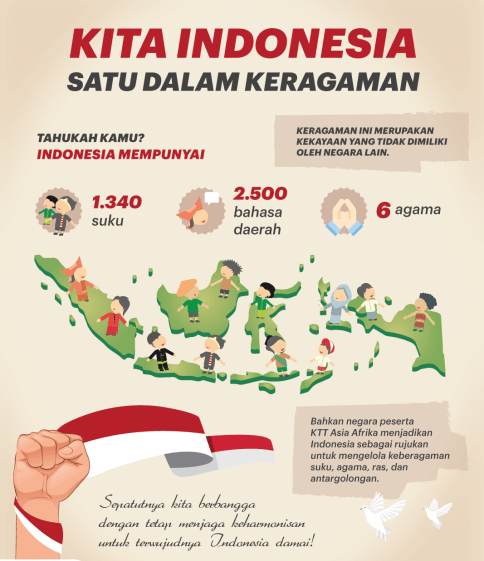 KITA INDONESIA
SATU DALAM KERAGAMAN
TAHUKAH KAMU?
INDONESIA MEMPUNYAI
KERAGAMAN INI MERUPAKAN
KEKAYAAN YANG TIDAK DIMILIKI
OLEH NEGARA LAIN.
1.340
suku
2.500
bahasa
daerah
6 agama
Bahkan negara peserta
KTT Asia Afrika menjadikan
Indonesia sebagai rujukan
untuk mengelola keberagaman
suku, agama, ras, dan
antargolongan.
Sepatutnya kita berbangga
dengan tetap menjaga keharmonisan
untuk terwujudnya Indonesia damai!